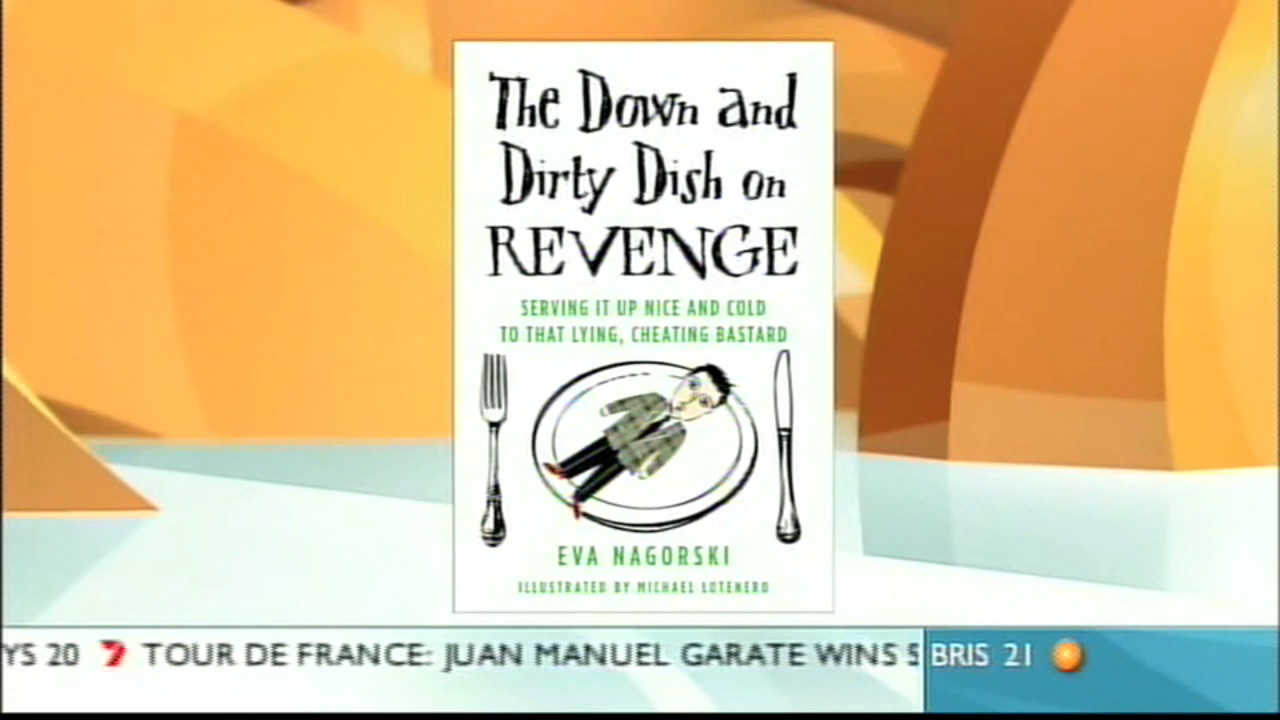 The Down and
Dirty Dish on
REVENGE
SERVING IT UP NICE AND COLD
TO THAT LYING, CHEATING BASTARD
EVA NAGORSKI
ILLUSTRATED BY MICHAEL LOTENERO
YS 20 7 TOUR DE FRANCE: JUAN MANUEL GARATE WINS BRIS 21